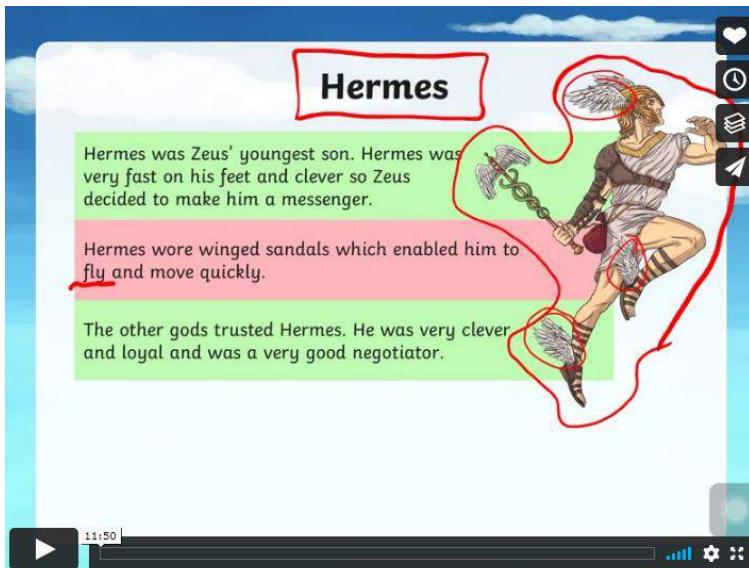 Hermes
Hermes was Zeus' youngest son. Hermes was
very fast on his feet and clever so Zeus
decided to make him a messenger.
Hermes wore winged sandals which enabled him to
fly and move quickly.
The other gods trusted Hermes. He was very clever
and loyal and was a very good negotiator.
11:50